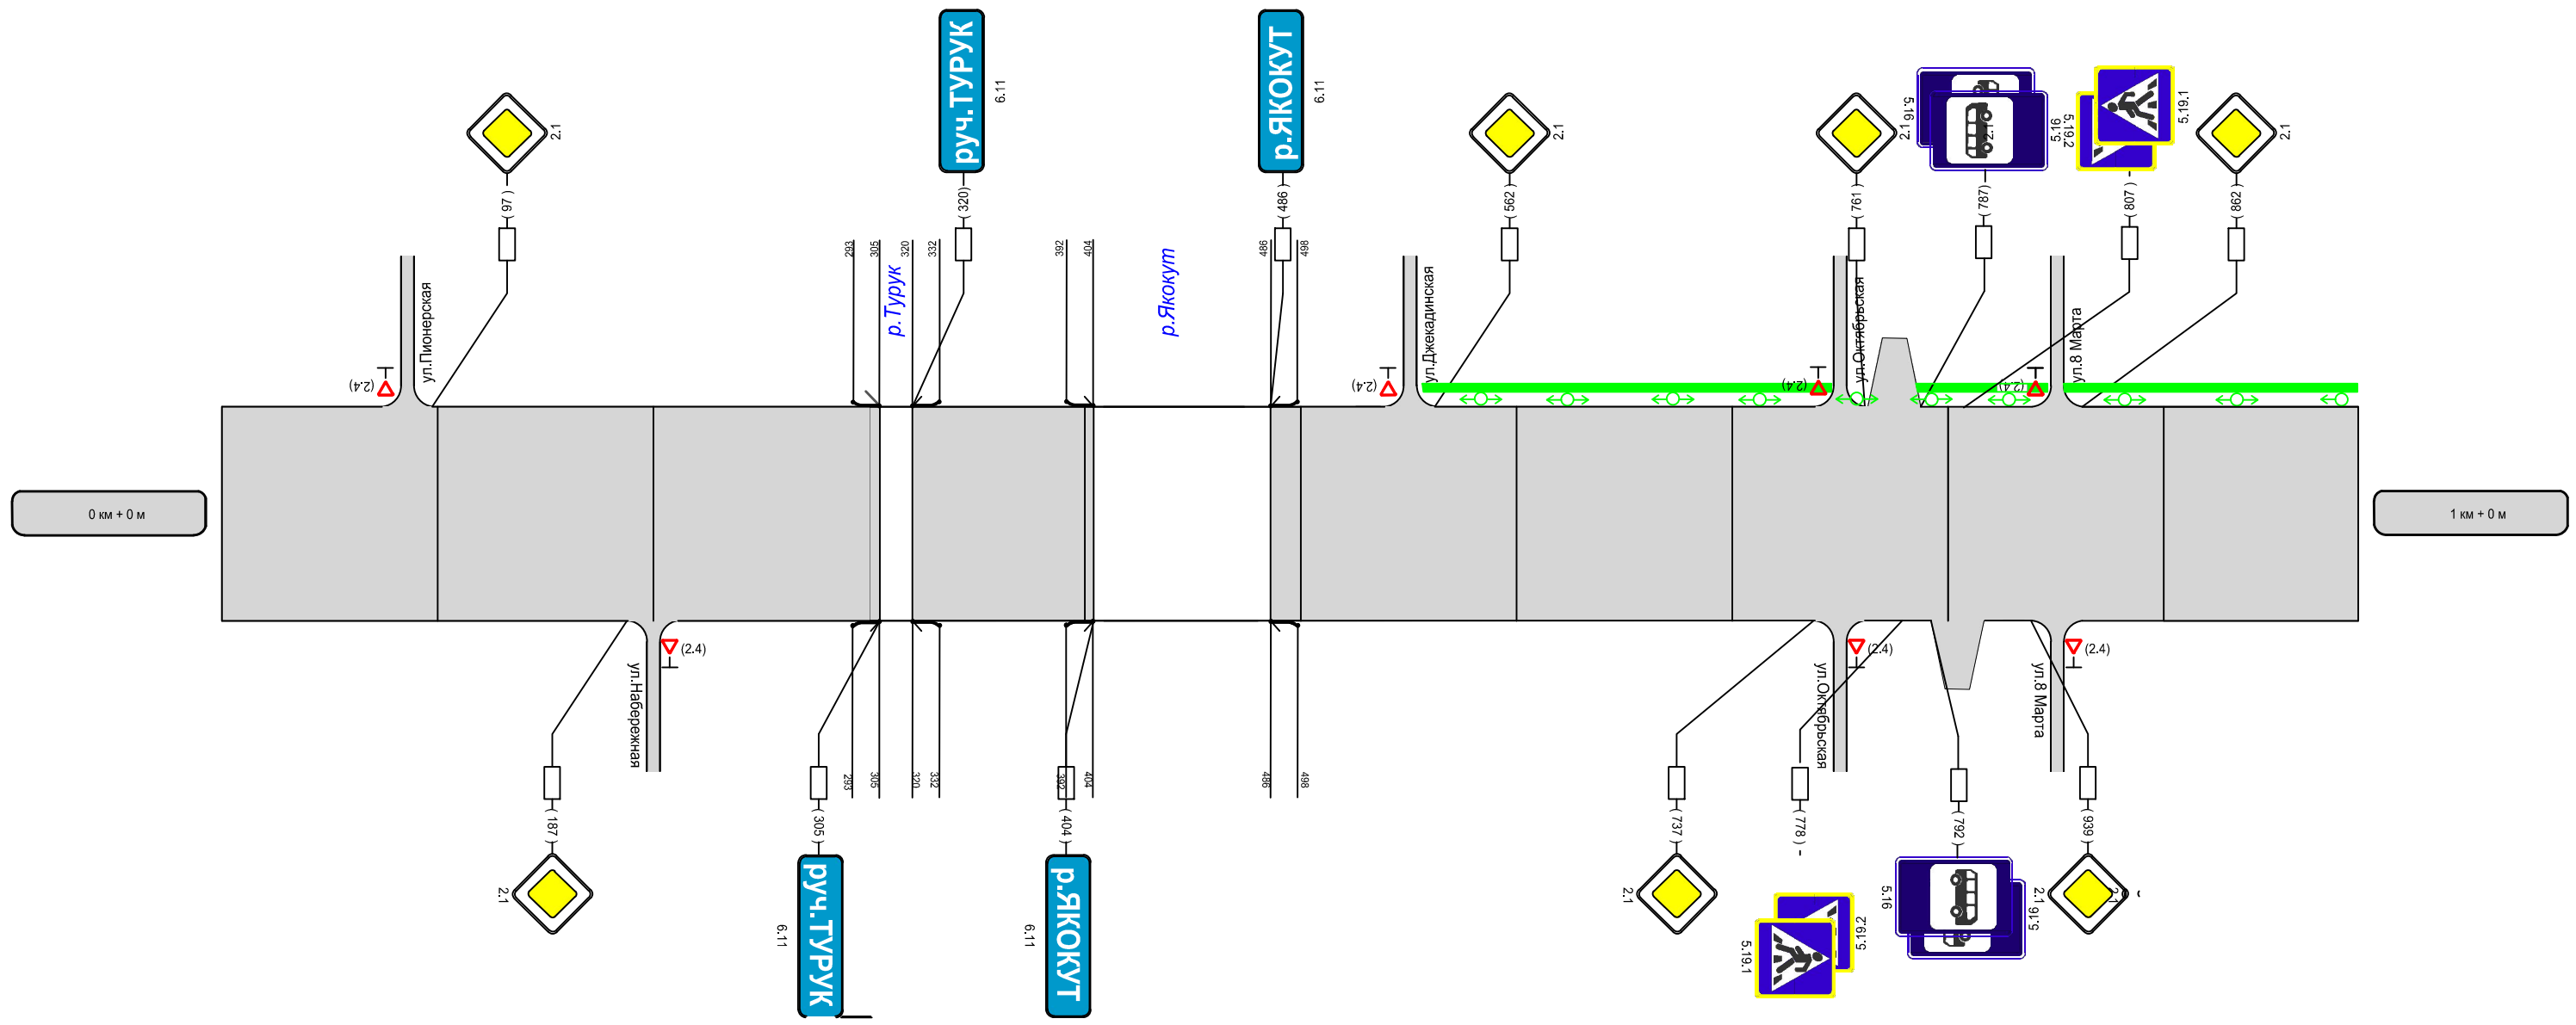 руч.ТУРУК
6.11
р.ЯКОКУТ
6.11
2.1
2.1
2.1
5.16
2.1
5.16
5.19.2
5.19.1
2.1
( 97 )
( 320)
( 486 )
( 562 )
( 761 )
( 787)
( 807 )
( 862 )
293
305
320
332
392
404
486
498
р.Турук
р.Якокут
ул.Пионерская
ул.Джекадинская
ул.Октябрьская
ул.8 Марта
(2.4)
(2.4)
(2.4)
(2.4)
0 км + 0 м
1 км + 0 м
(2.4)
(2.4)
(2.4)
ул.Набережная
ул.Октябрьская
ул.8 Марта
293
305
320
332
392
404
486
498
( 187 )
( 305 )
( 404 )
( 737 )
( 778 )
( 792 )
( 939 )
2.1
6.11
руч.ТУРУК
6.11
р.ЯКОКУТ
2.1
5.19.1
5.19.2
5.16
5.16
2.1
2.1